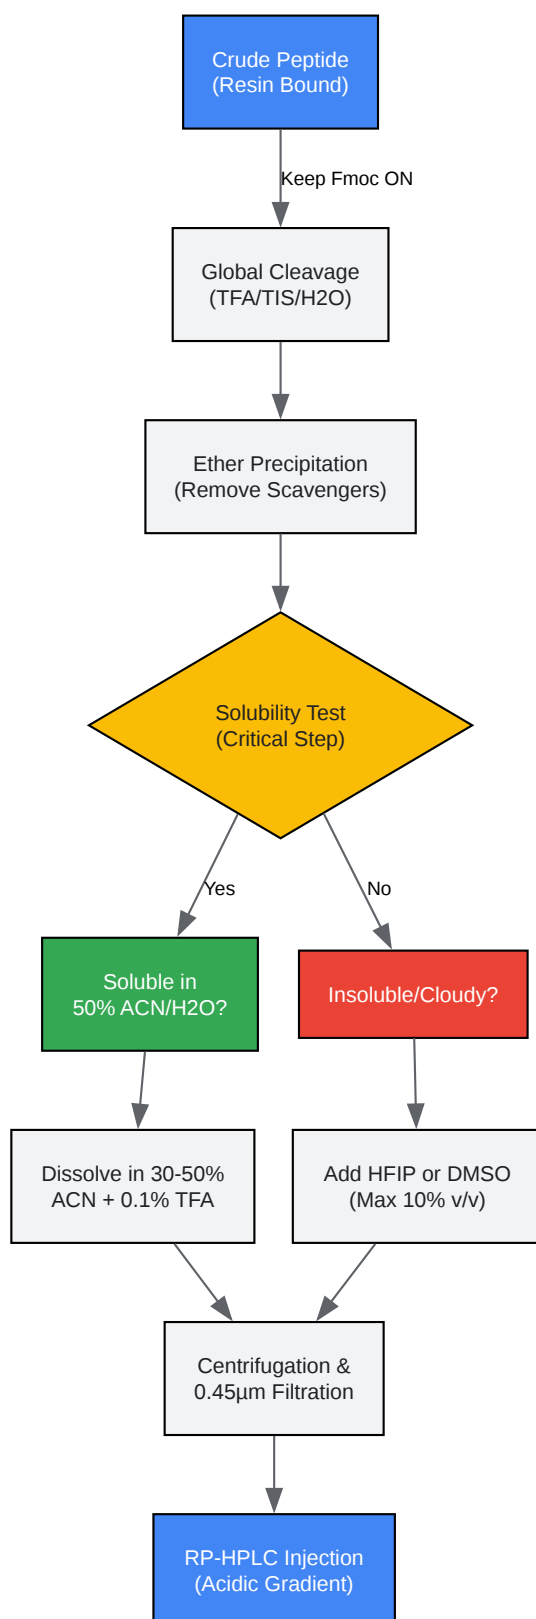 Crude Peptide
(Resin Bound)
Keep Fmoc ON
Global Cleavage
(TFA/TIS/H2O)
Ether Precipitation
(Remove Scavengers)
Solubility Test
(Critical Step)
Yes
No
Soluble in
50% ACN/H2O?
Insoluble/Cloudy?
Dissolve in 30-50%
ACN + 0.1% TFA
Add HFIP or DMSO
(Max 10% v/v)
Centrifugation &
0.45µm Filtration
RP-HPLC Injection
(Acidic Gradient)